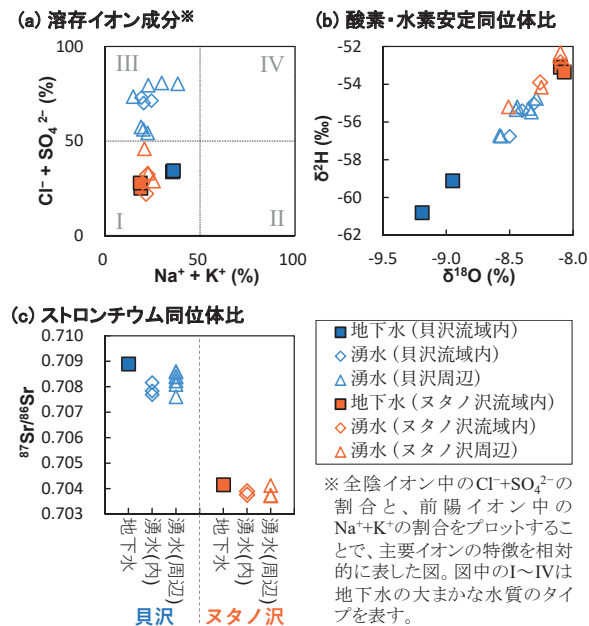 (a) 溶存イオン成分※
Cl⁻ + SO₄ ²⁻
(%)
100
50
0
III
IV
I
II
0
50
100
Na⁺ + K⁺ (%)
(b) 酸素・水素安定同位体比
δ²H (‰)
-52
-54
-56
-58
-60
-62
-9.5
-9.0
-8.5
-8.0
δ¹⁸O (%)
(c) ストロンチウム同位体比
⁸⁷Sr/⁸⁶Sr
0.710
0.709
0.708
0.707
0.706
0.705
0.704
0.703
地下水
湧水(内)
湧水(周辺)
地下水
湧水(内)
湧水(周辺)
貝沢
ヌタノ沢
地下水 (貝沢流域内)
湧水 (貝沢流域内)
湧水 (貝沢周辺)
地下水 (ヌタノ沢流域内)
湧水 (ヌタノ沢流域内)
湧水 (ヌタノ沢周辺)
※全陰イオン中のCl⁻+SO₄²⁻の
割合と、前陽イオン中の
Na⁺+K⁺の割合をプロットするこ
とで、主要イオンの特徴を相対
的に表した図。図中のI～IVは
地下水の大まかな水質のタイ
プを表す。